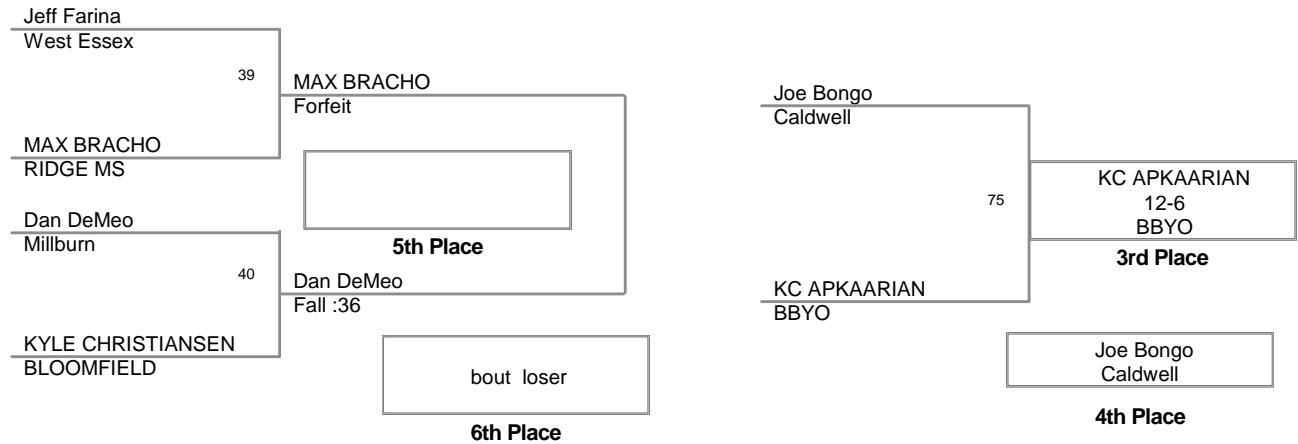 Jeff Farina
West Essex
39
MAX BRACHO
Forfeit
MAX BRACHO
RIDGE MS
Dan DeMeo
Millburn
5th Place
40
Dan DeMeo
Fall :36
KYLE CHRISTIANSEN
BLOOMFIELD
bout loser
6th Place
Joe Bongo
Caldwell
75
KC APKAARIAN
12-6
BBYO
3rd Place
KC APKAARIAN
BBYO
Joe Bongo
Caldwell
4th Place